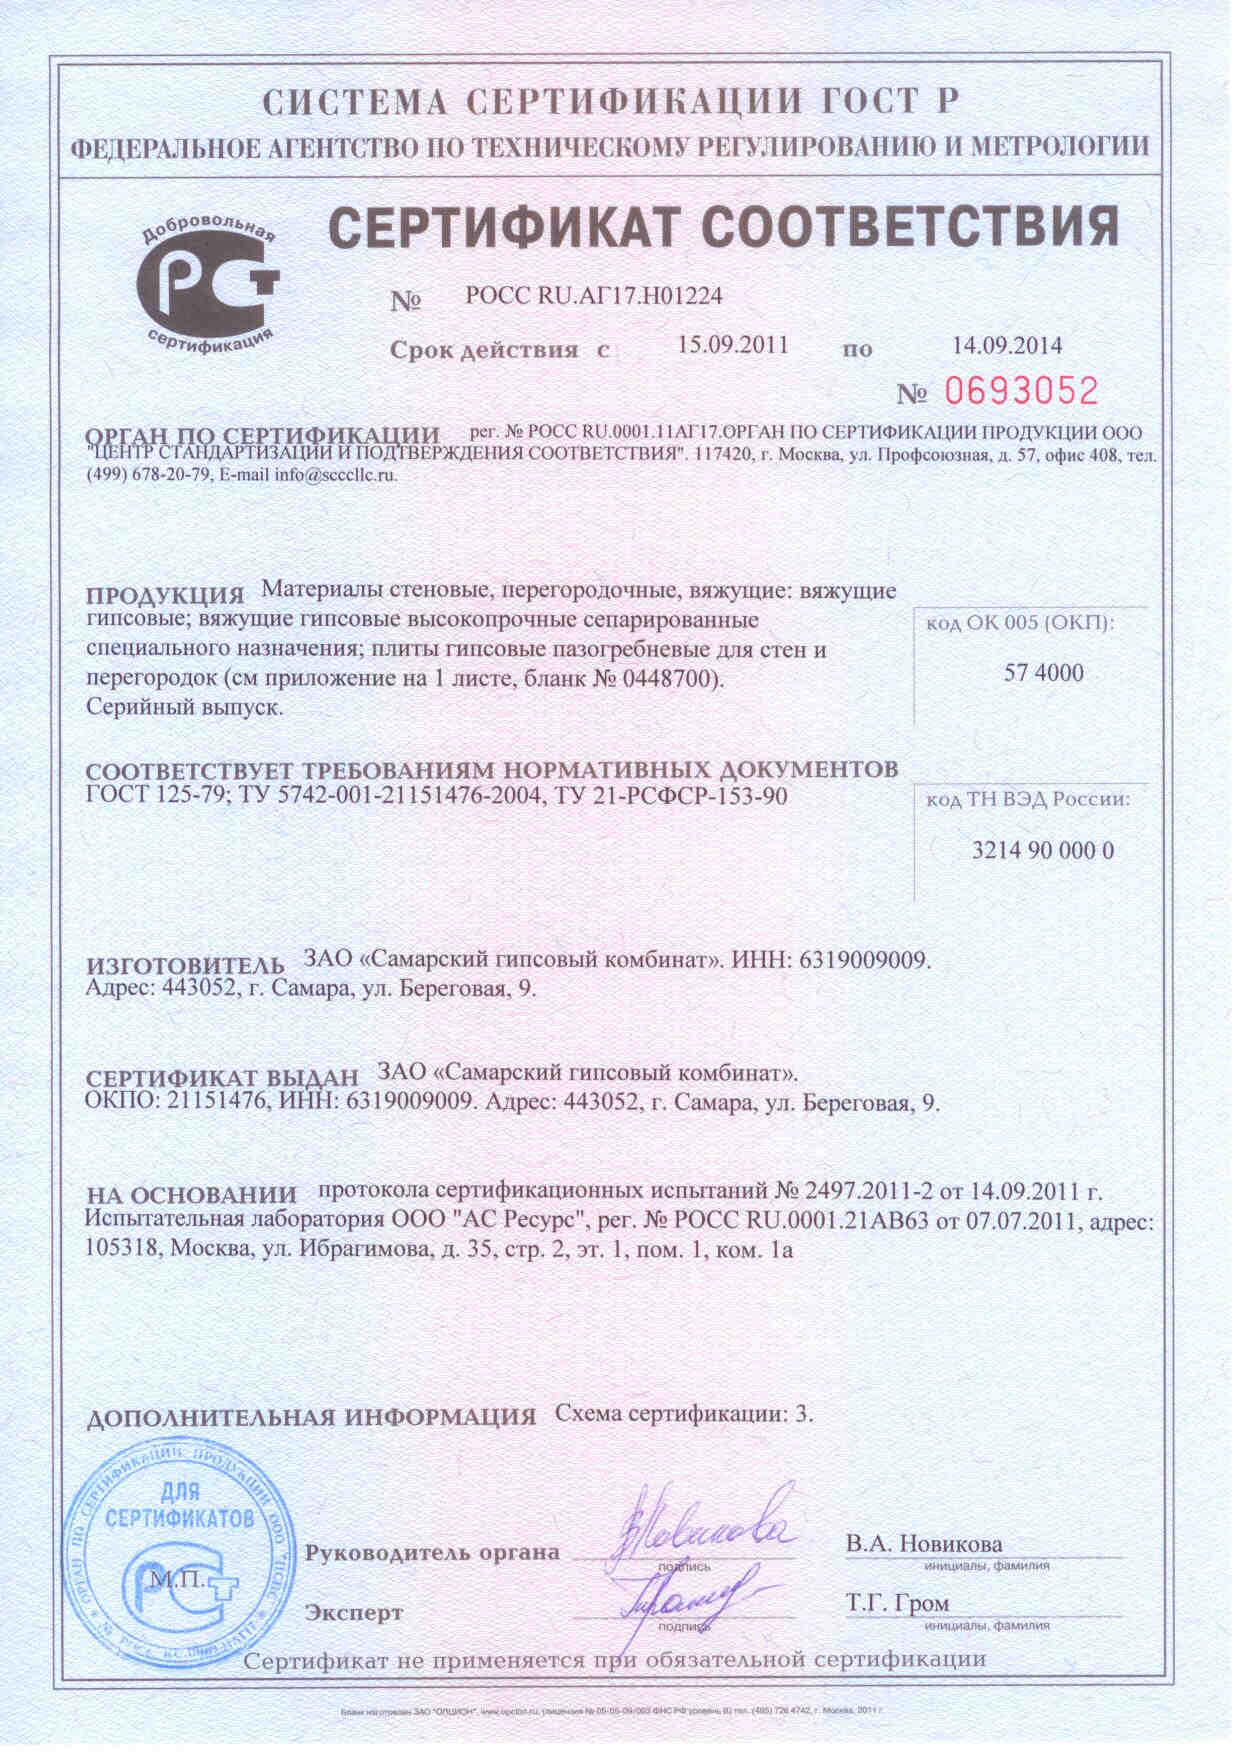 СИСТЕМА СЕРТИФИКАЦИИ ГОСТ Р
ФЕДЕРАЛЬНОЕ АГЕНТСТВО ПО ТЕХНИЧЕСКОМУ РЕГУЛИРОВАНИЮ И МЕТРОЛОГИИ
Добровольная
РСТ
сертификация
СЕРТИФИКАТ СООТВЕТСТВИЯ
№ РОСС RU.АГ17.Н01224
Срок действия с 15.09.2011 по 14.09.2014
№ 0693052
ОРГАН ПО СЕРТИФИКАЦИИ рег. № РОСС RU.0001.11АГ17.ОРГАН ПО СЕРТИФИКАЦИИ ПРОДУКЦИИ ООО
"ЦЕНТР СТАНДАРТИЗАЦИИ И ПОДТВЕРЖДЕНИЯ СООТВЕТСТВИЯ". 117420, г. Москва, ул. Профсоюзная, д. 57, офис 408, тел.
(499) 678-20-79, E-mail info@scccllc.ru.
ПРОДУКЦИЯ Материалы стеновые, перегородочные, вяжущие: вяжущие
гипсовые; вяжущие гипсовые высокопрочные сепарированные
специального назначения; плиты гипсовые пазогребневые для стен и
перегородок (см приложение на 1 листе, бланк № 0448700).
Серийный выпуск.
код ОК 005 (ОКП):
57 4000
СООТВЕТСТВУЕТ ТРЕБОВАНИЯМ НОРМАТИВНЫХ ДОКУМЕНТОВ
ГОСТ 125-79; ТУ 5742-001-21151476-2004, ТУ 21-РСФСР-153-90
код ТН ВЭД России:
3214 90 000 0
ИЗГОТОВИТЕЛЬ ЗАО «Самарский гипсовый комбинат». ИНН: 6319009009.
Адрес: 443052, г. Самара, ул. Береговая, 9.
СЕРТИФИКАТ ВЫДАН ЗАО «Самарский гипсовый комбинат».
ОКПО: 21151476, ИНН: 6319009009. Адрес: 443052, г. Самара, ул. Береговая, 9.
НА ОСНОВАНИИ протокола сертификационных испытаний № 2497.2011-2 от 14.09.2011 г.
Испытательная лаборатория ООО "АС Ресурс", рег. № РОСС RU.0001.21АВ63 от 07.07.2011, адрес:
105318, Москва, ул. Ибрагимова, д. 35, стр. 2, эт. 1, пом. 1, ком. 1а
ДОПОЛНИТЕЛЬНАЯ ИНФОРМАЦИЯ Схема сертификации: 3.
ОРГАН ПО СЕРТИФИКАЦИИ ПРОДУКЦИИ ООО
ДЛЯ
СЕРТИФИКАТОВ
РСТ
М.П.
Руководитель органа
подпись
В.А. Новикова
инициалы, фамилия
Эксперт
подпись
Т.Г. Гром
инициалы, фамилия
Сертификат не применяется при обязательной сертификации
Бланк изготовлен ЗАО "ОПЦИОН", www.opcion.ru, (лицензия № 05-05-09/003 ФНС РФ уровень В) тел. (495) 726 4742, г. Москва, 2011 г.